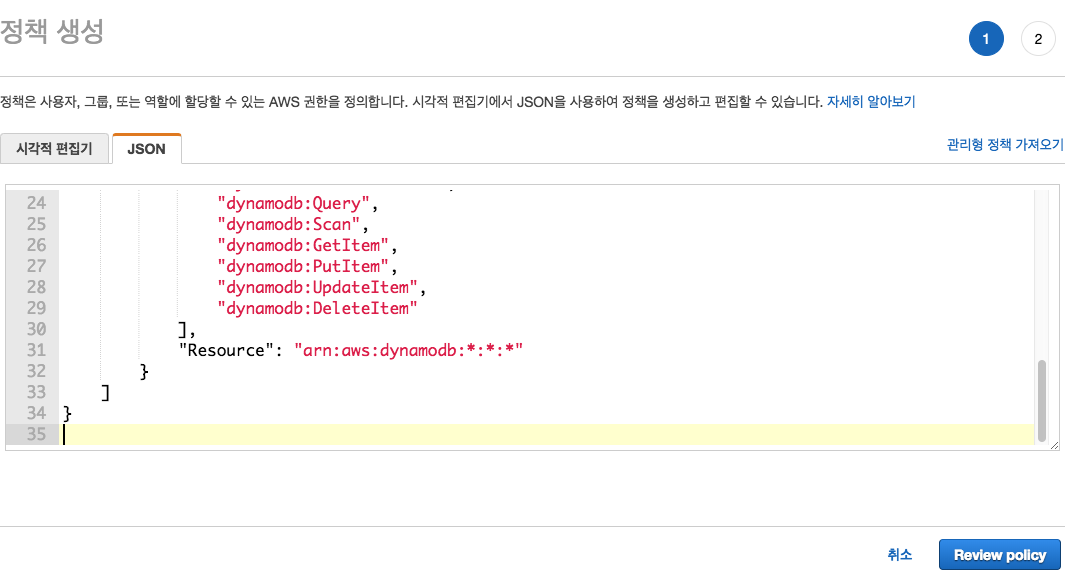 정책 생성
1
2
정책은 사용자, 그룹, 또는 역할에 할당할 수 있는 AWS 권한을 정의합니다. 시각적 편집기에서 JSON을 사용하여 정책을 생성하고 편집할 수 있습니다. 자세히 알아보기
시각적 편집기 JSON
관리형 정책 가져오기
24 "dynamodb:Query",
25 "dynamodb:Scan",
26 "dynamodb:GetItem",
27 "dynamodb:PutItem",
28 "dynamodb:UpdateItem",
29 "dynamodb:DeleteItem"
30 ],
31 "Resource": "arn:aws:dynamodb:*:*:*"
32 }
33 ]
34 }
35
취소 Review policy